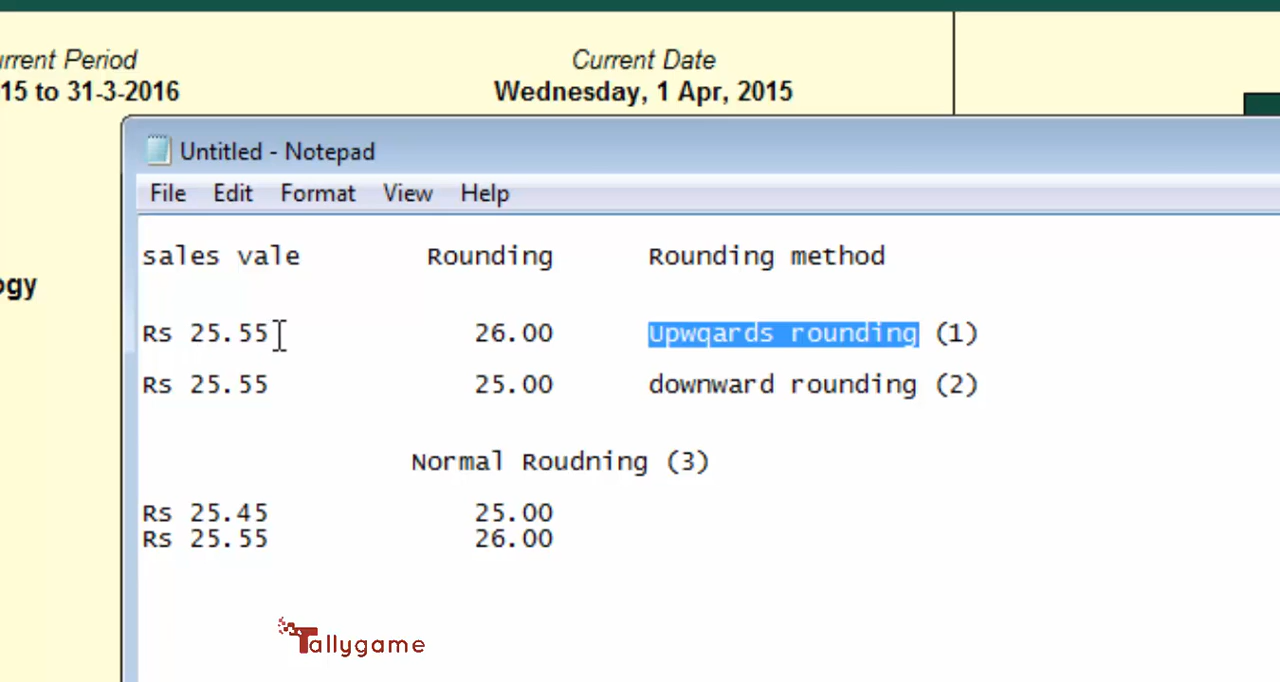 urrent Period
15 to 31-3-2016
Current Date
Wednesday, 1 Apr, 2015
ogy
Untitled - Notepad
File Edit Format View Help
sales vale Rounding Rounding method
Rs 25.55 26.00 Upwqards rounding (1)
Rs 25.55 25.00 downward rounding (2)
Normal Roudning (3)
Rs 25.45 25.00
Rs 25.55 26.00
Tallygame